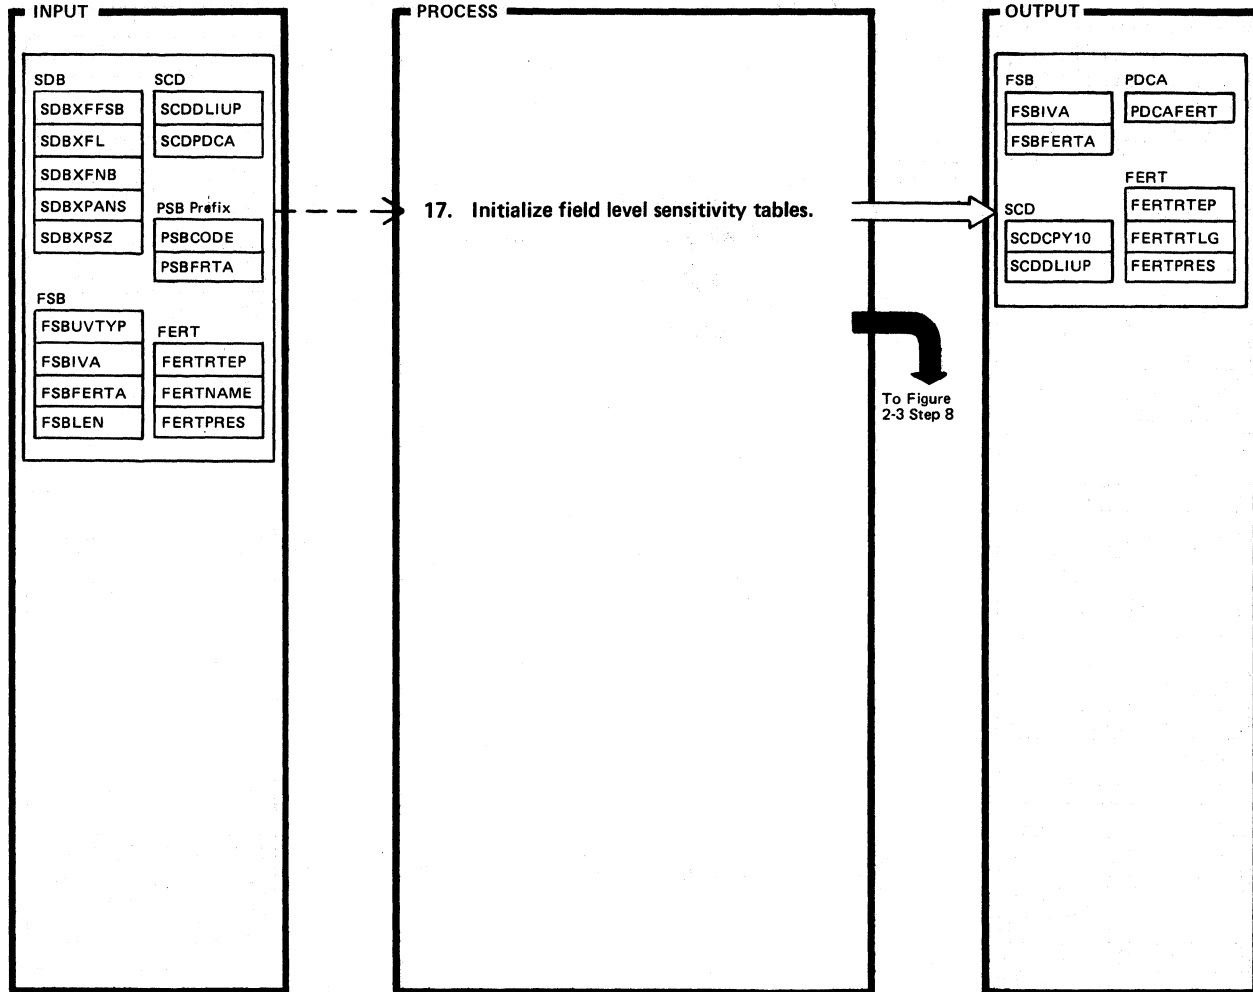 INPUT
SDB
SDBXFFSB
SDBXFL
SDBXFNB
SDBXPANS
SDBXPSZ
SCD
SCDDLIUP
SCDPDCA
PSB Prefix
PSBCODE
PSBFRTA
FSB
FSBUVTYP
FSBIVA
FSBFERTA
FSBLEN
FERT
FERTRTEP
FERTNAME
FERTPRES
PROCESS
17. Initialize field level sensitivity tables.
To Figure
2-3 Step 8
OUTPUT
FSB
FSBIVA
FSBFERTA
PDCA
PDCAFERT
SCD
SCDCPY10
SCDDLIUP
FERT
FERTRTEP
FERTRTLG
FERTPRES